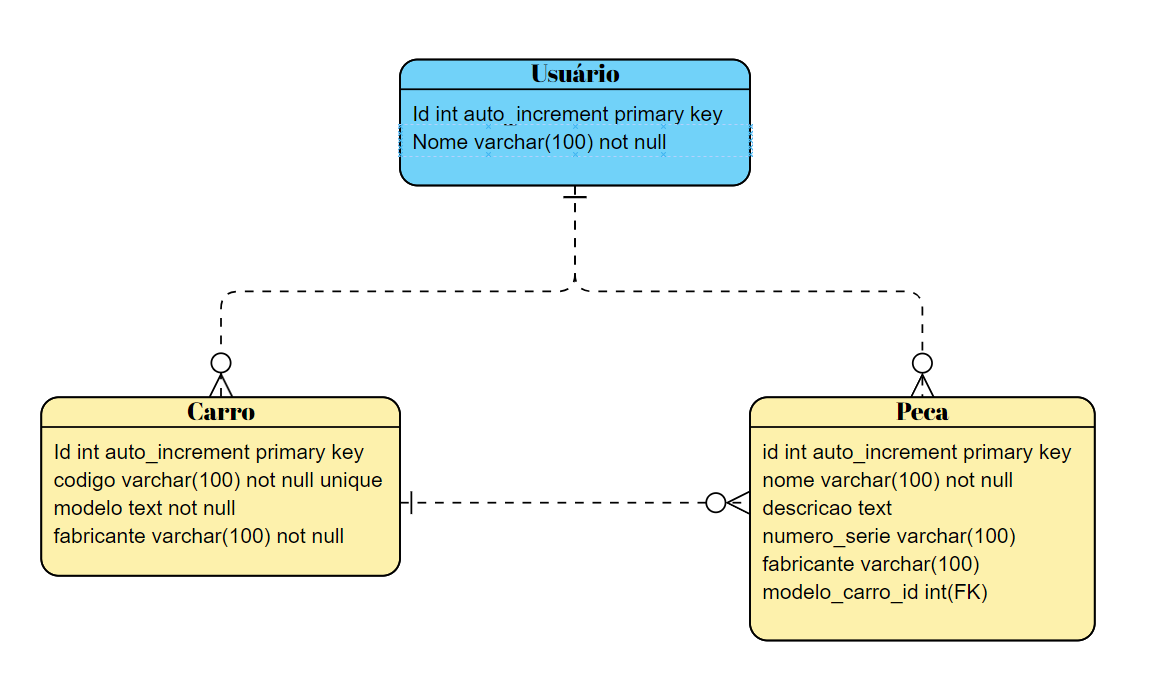 Usuário
Id int auto_increment primary key
Nome varchar(100) not null
Carro
Id int auto_increment primary key
codigo varchar(100) not null unique
modelo text not null
fabricante varchar(100) not null
Peca
id int auto_increment primary key
nome varchar(100) not null
descricao text
numero_serie varchar(100)
fabricante varchar(100)
modelo_carro_id int(FK)